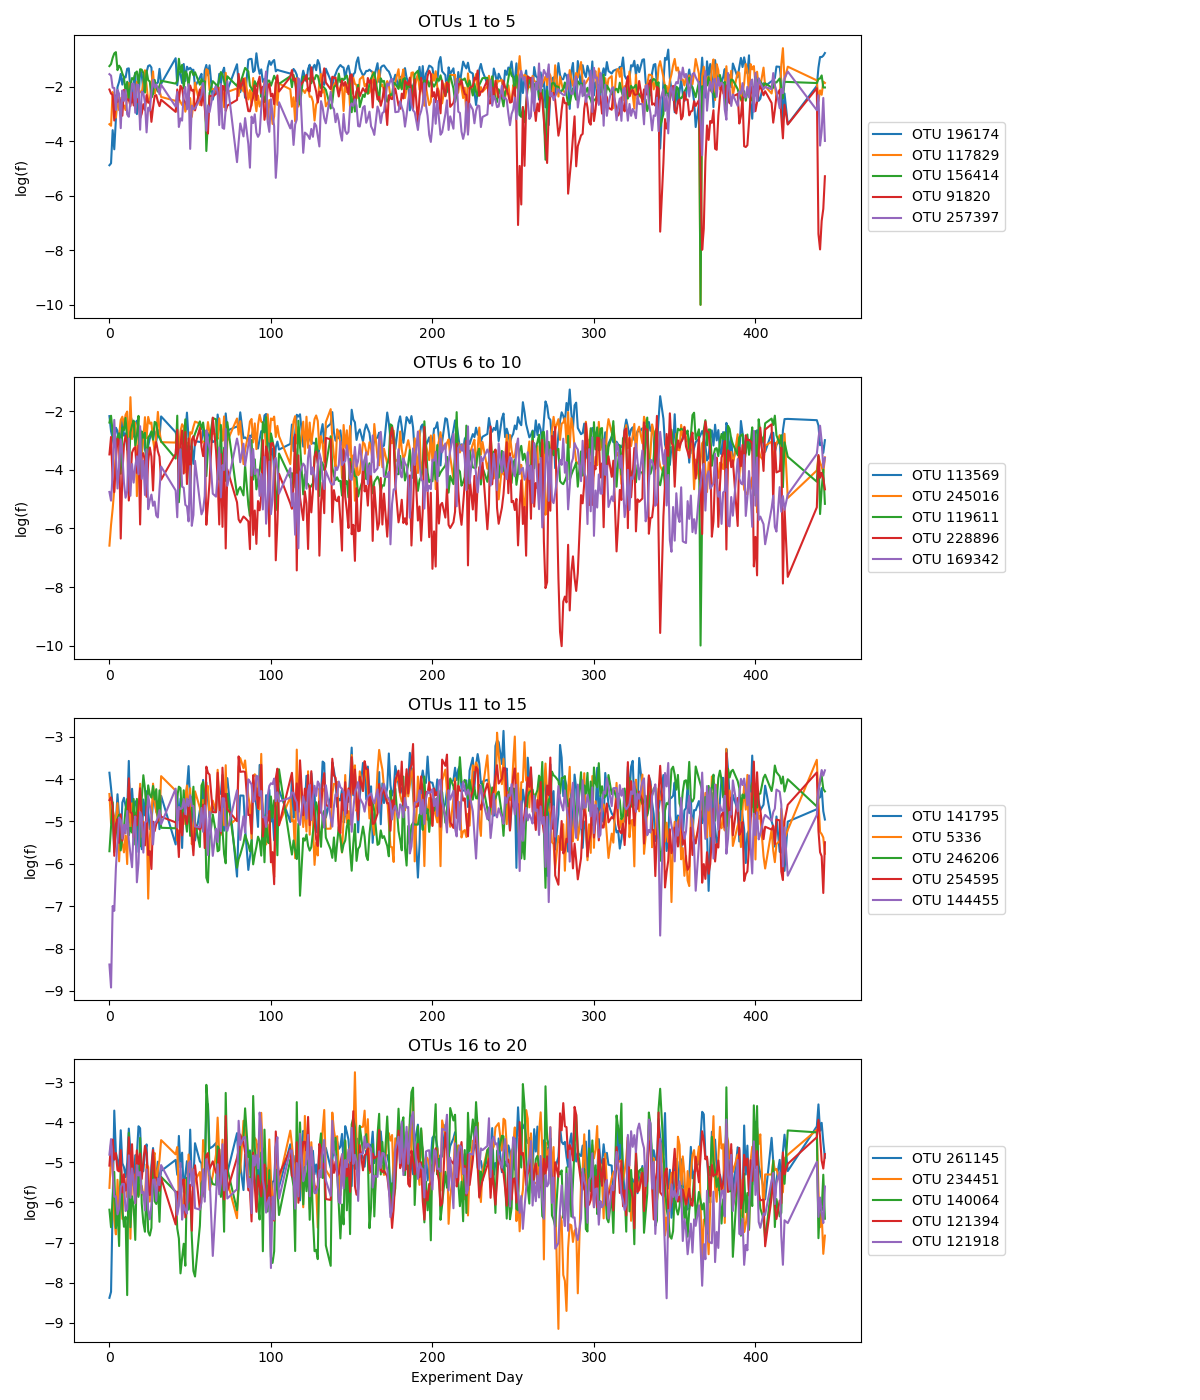 OTUs 1 to 5
log(f)
−2
−4
−6
−8
−10
0 100 200 300 400
OTU 196174
OTU 117829
OTU 156414
OTU 91820
OTU 257397
OTUs 6 to 10
log(f)
−2
−4
−6
−8
−10
0 100 200 300 400
OTU 113569
OTU 245016
OTU 119611
OTU 228896
OTU 169342
OTUs 11 to 15
log(f)
−3
−4
−5
−6
−7
−8
−9
0 100 200 300 400
OTU 141795
OTU 5336
OTU 246206
OTU 254595
OTU 144455
OTUs 16 to 20
log(f)
−3
−4
−5
−6
−7
−8
−9
0 100 200 300 400
Experiment Day
OTU 261145
OTU 234451
OTU 140064
OTU 121394
OTU 121918